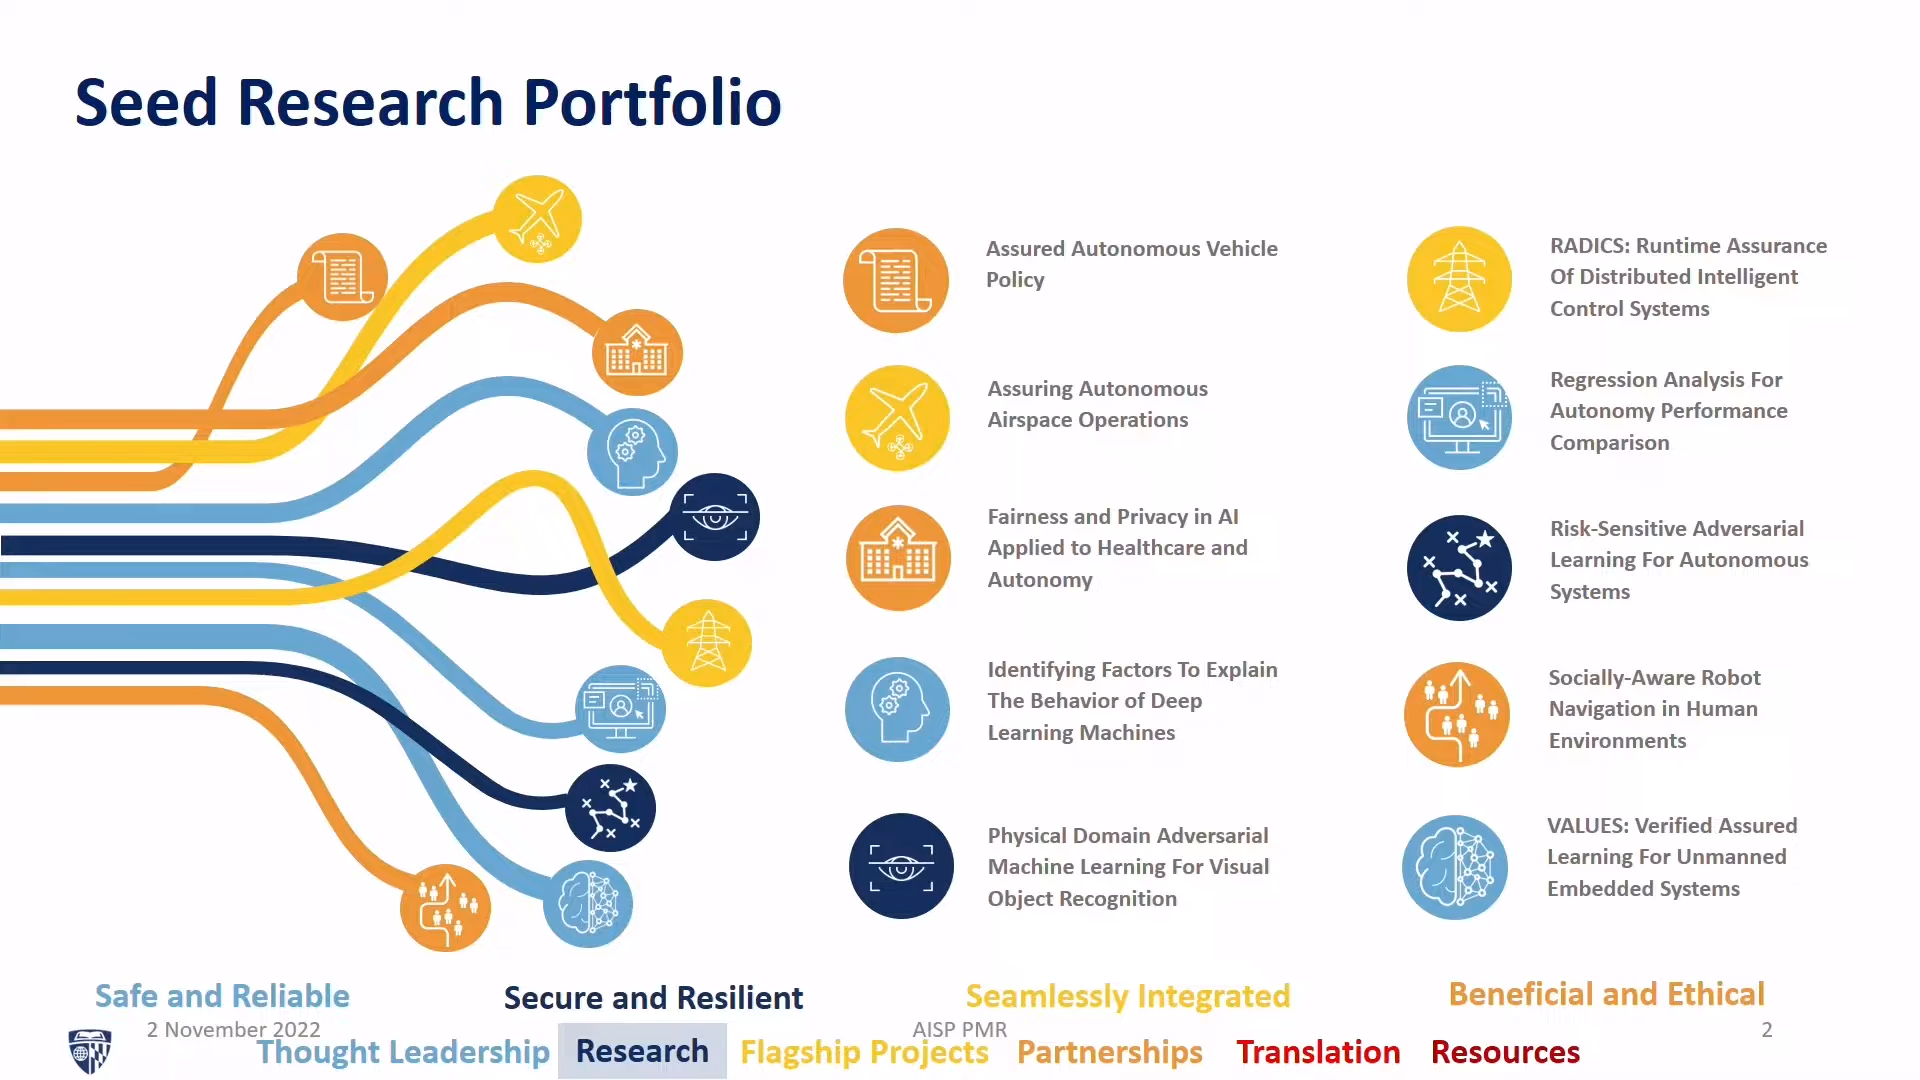 Seed Research Portfolio
Assured Autonomous Vehicle
Policy
Assuring Autonomous
Airspace Operations
Fairness and Privacy in AI
Applied to Healthcare and
Autonomy
Identifying Factors To Explain
The Behavior of Deep
Learning Machines
Physical Domain Adversarial
Machine Learning For Visual
Object Recognition
RADICS: Runtime Assurance
Of Distributed Intelligent
Control Systems
Regression Analysis For
Autonomy Performance
Comparison
Risk-Sensitive Adversarial
Learning For Autonomous
Systems
Socially-Aware Robot
Navigation in Human
Environments
VALUES: Verified Assured
Learning For Unmanned
Embedded Systems
Safe and Reliable
Secure and Resilient
Seamlessly Integrated
Beneficial and Ethical
2 November 2022
AISP PMR
2
Thought Leadership
Research
Flagship Projects
Partnerships
Translation
Resources